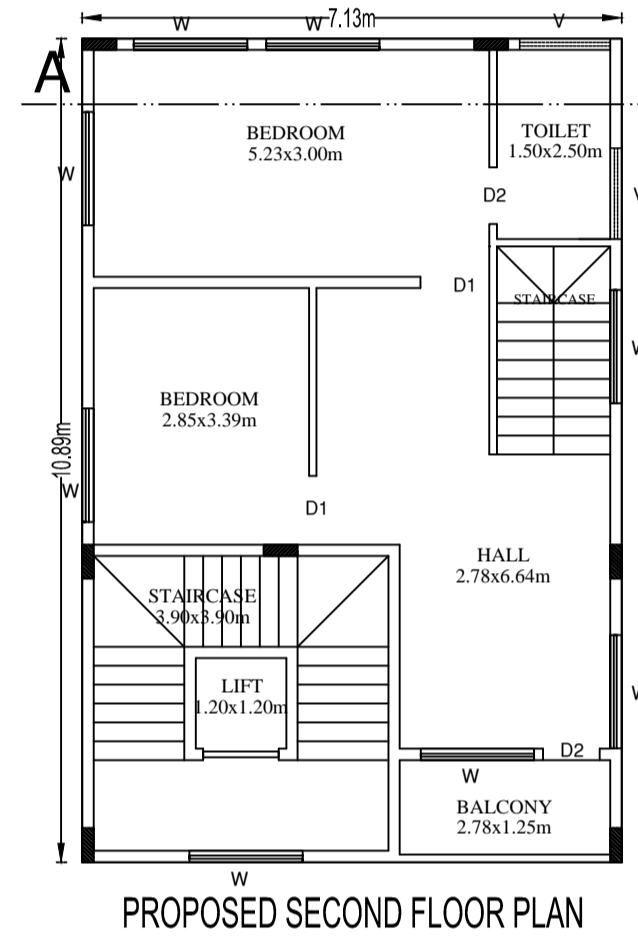 W
W
7.13m
V
A
BEDROOM
5.23x3.00m
TOILET
1.50x2.50m
W
D2
V
D1
STAIRCASE
W
BEDROOM
2.85x3.39m
10.89m
W
D1
HALL
2.78x6.64m
STAIRCASE
3.90x3.90m
LIFT
1.20x1.20m
W
D2
W
BALCONY
2.78x1.25m
W
PROPOSED SECOND FLOOR PLAN